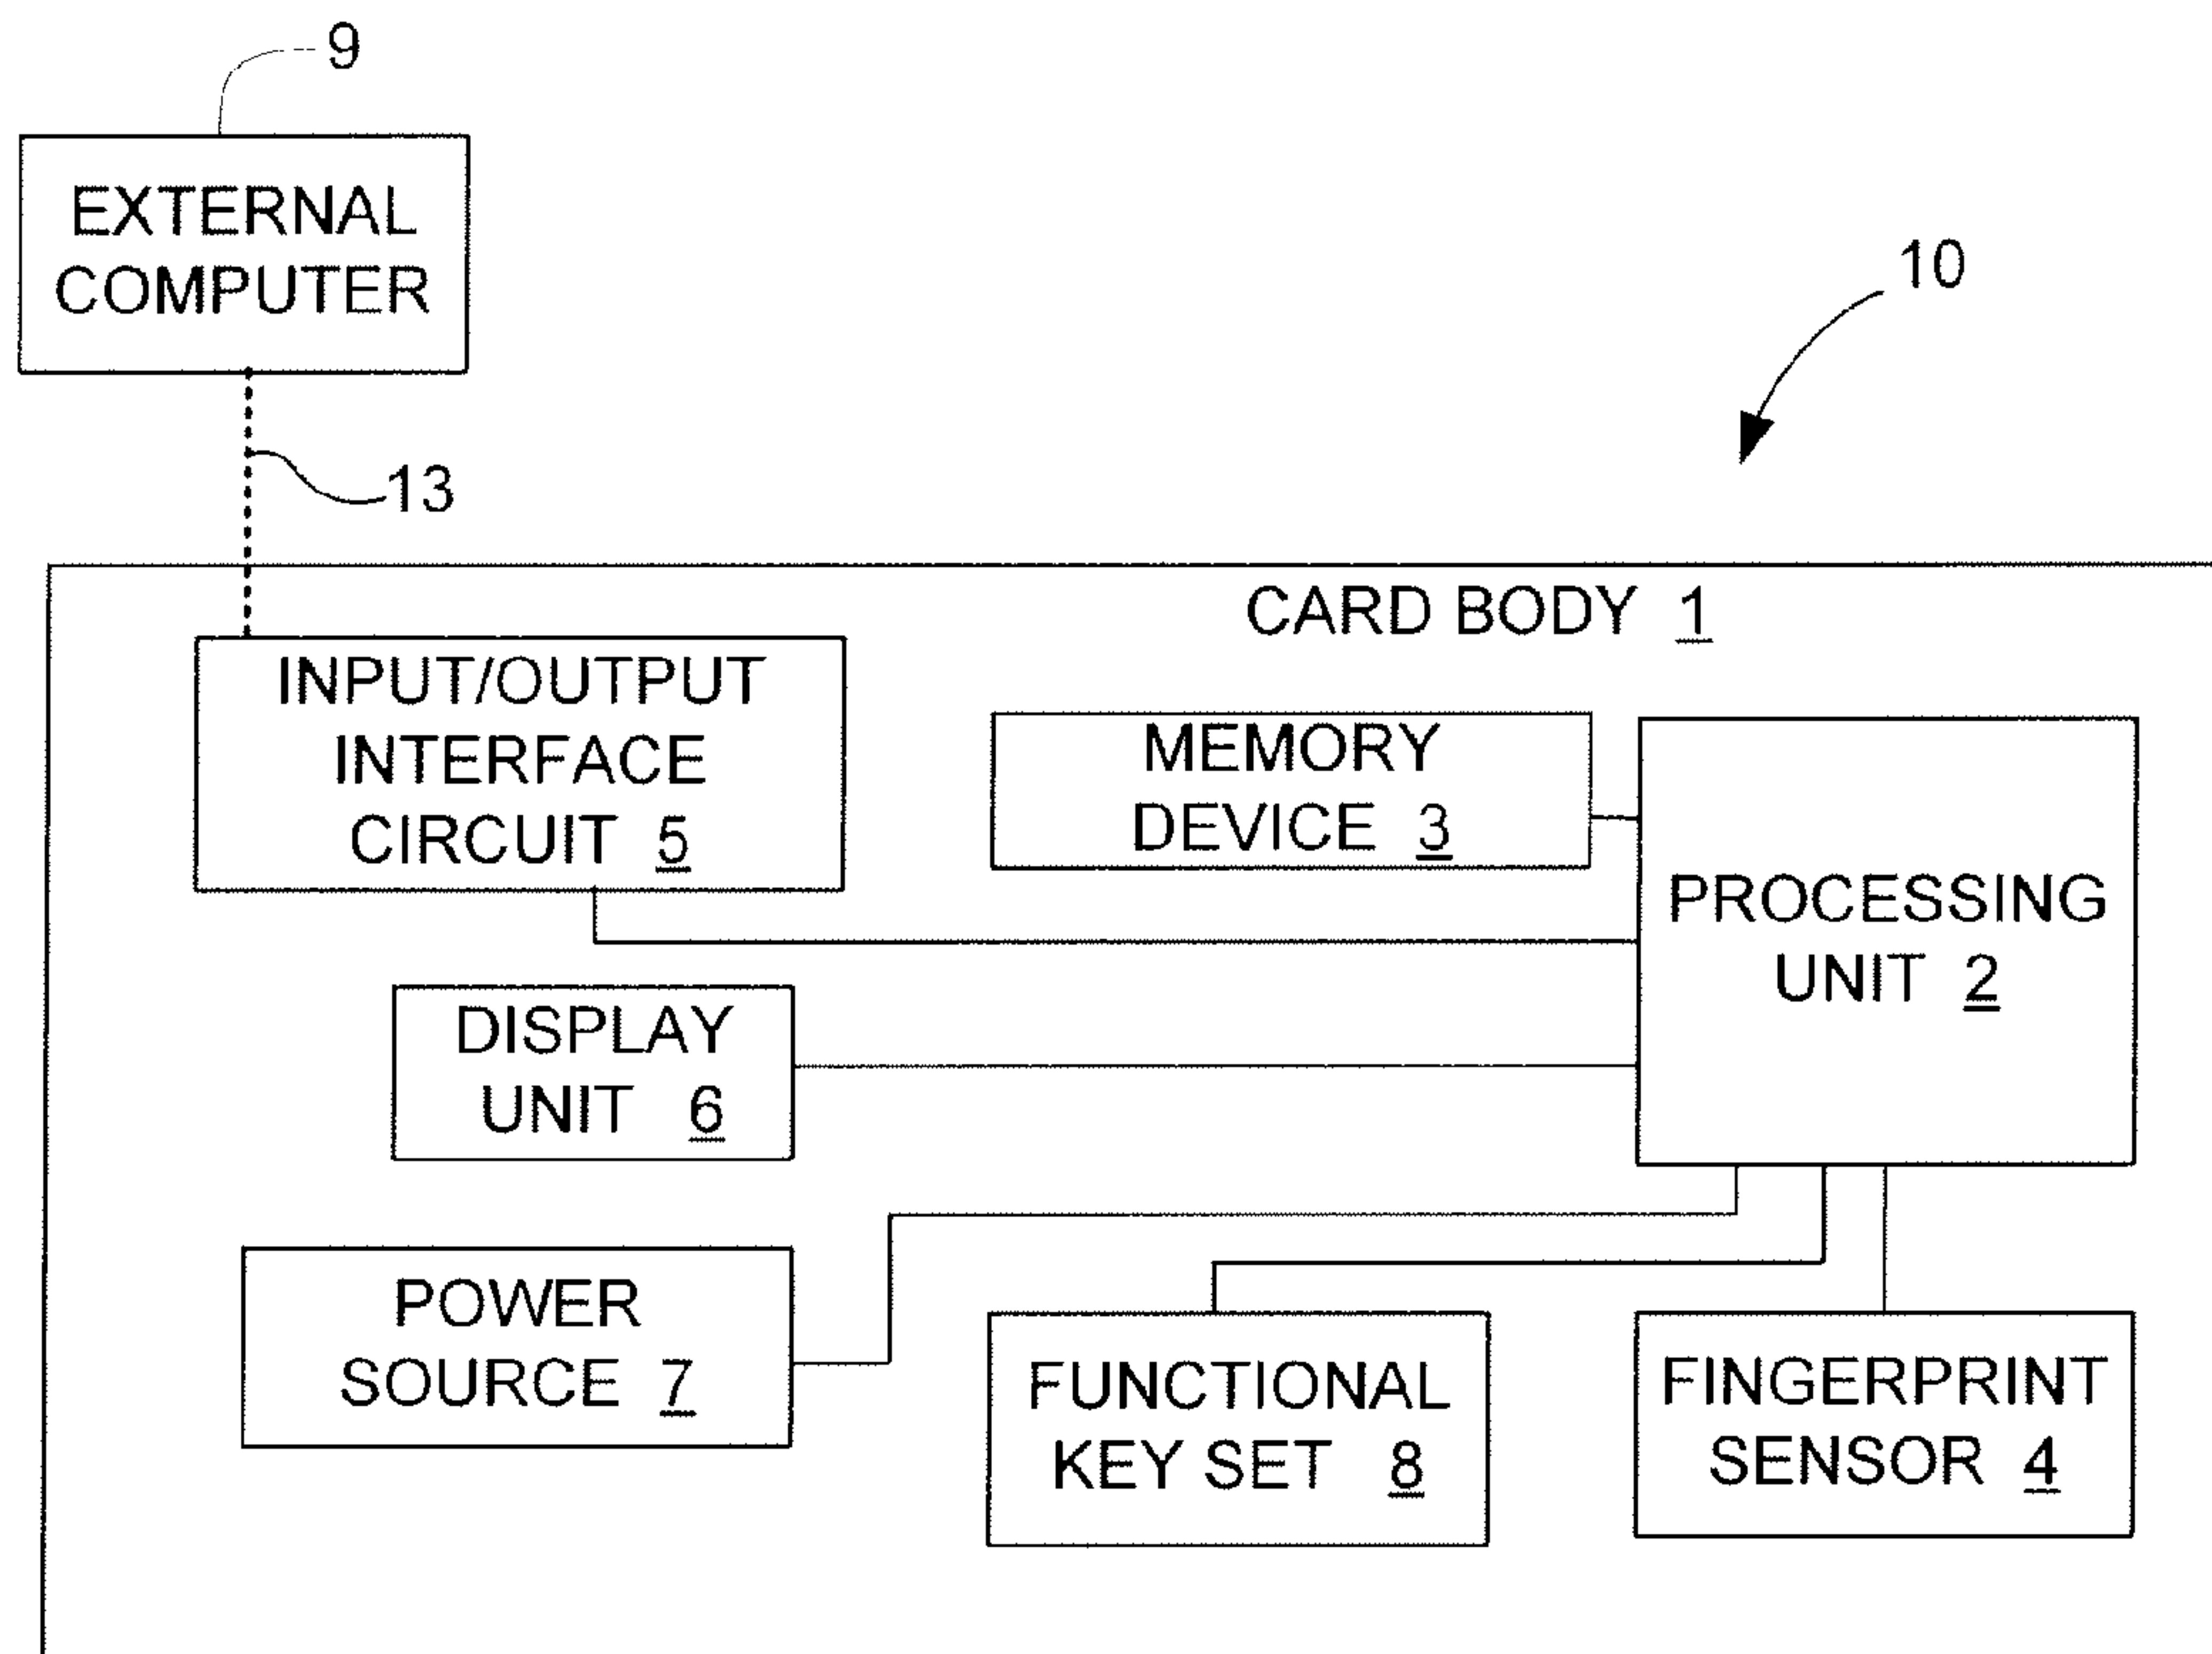 9
EXTERNAL
COMPUTER
10
13
CARD BODY 1
INPUT/OUTPUT
INTERFACE
CIRCUIT 5
MEMORY
DEVICE 3
PROCESSING
UNIT 2
DISPLAY
UNIT 6
POWER
SOURCE 7
FUNCTIONAL
KEY SET 8
FINGERPRINT
SENSOR 4